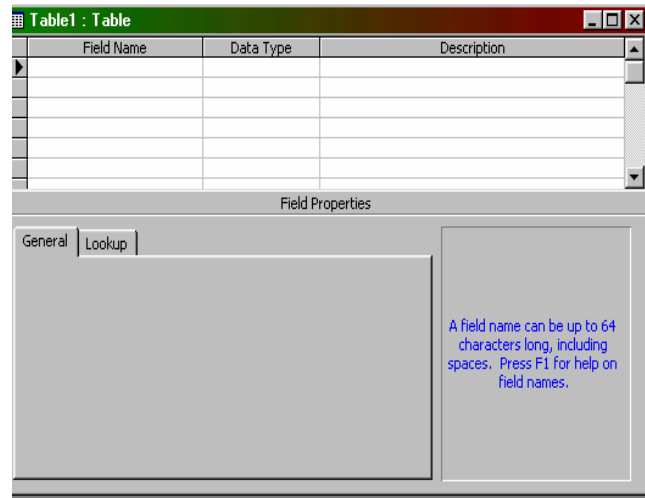 Table1 : Table
Field Name Data Type Description
Field Properties
General Lookup
A field name can be up to 64
characters long, including
spaces. Press F1 for help on
field names.